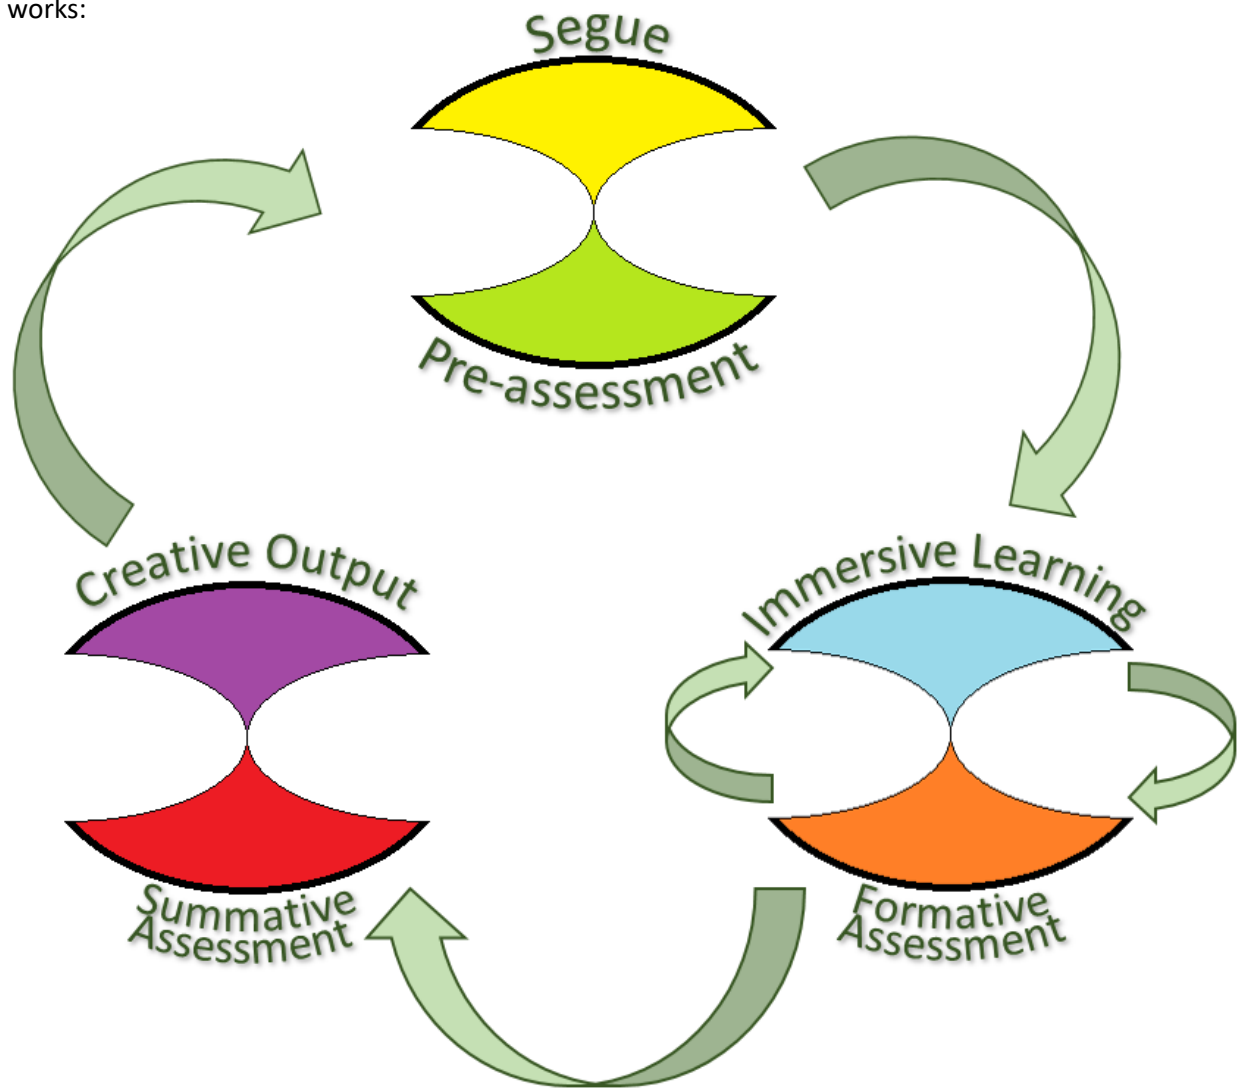 works:
Segue
Pre-assessment
Creative Output
Immersive Learning
Summative
Assessment
Formative
Assessment